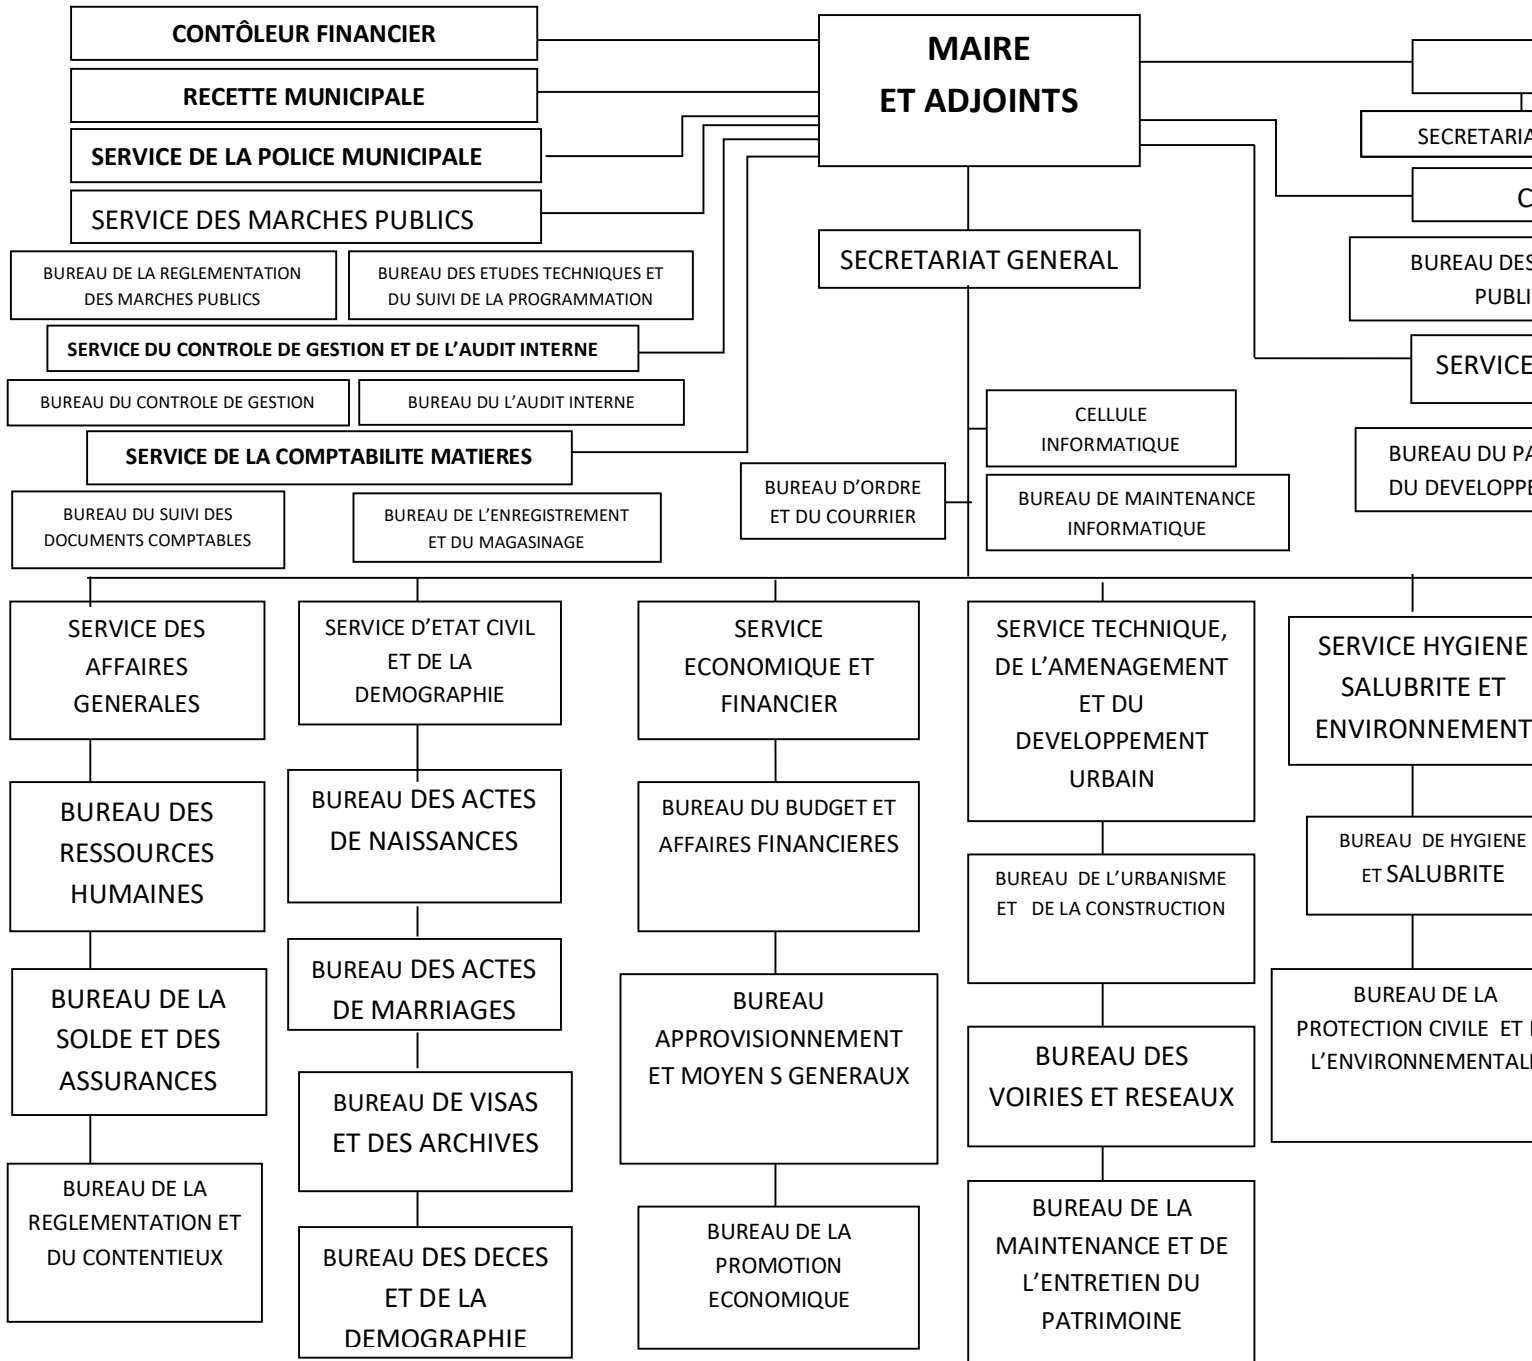 CONTÔLEUR FINANCIER
RECETTE MUNICIPALE
SERVICE DE LA POLICE MUNICIPALE
SERVICE DES MARCHES PUBLICS
BUREAU DE LA REGLEMENTATION
DES MARCHES PUBLICS
BUREAU DES ETUDES TECHNIQUES ET
DU SUIVI DE LA PROGRAMMATION
SERVICE DU CONTROLE DE GESTION ET DE L’AUDIT INTERNE
BUREAU DU CONTROLE DE GESTION
BUREAU DU L’AUDIT INTERNE
SERVICE DE LA COMPTABILITE MATIERES
BUREAU DU SUIVI DES
DOCUMENTS COMPTABLES
BUREAU DE L’ENREGISTREMENT
ET DU MAGASINAGE
MAIRE
ET ADJOINTS
SECRETARIAT GENERAL
CELLULE
INFORMATIQUE
BUREAU D’ORDRE
ET DU COURRIER
BUREAU DE MAINTENANCE
INFORMATIQUE
SECRETARIA
C
BUREAU DES
PUBLI
SERVICE
BUREAU DU PA
DU DEVELOPPE
SERVICE DES
AFFAIRES
GENERALES
BUREAU DES
RESSOURCES
HUMAINES
BUREAU DE LA
SOLDE ET DES
ASSURANCES
BUREAU DE LA
REGLEMENTATION ET
DU CONTENTIEUX
SERVICE D’ETAT CIVIL
ET DE LA
DEMOGRAPHIE
BUREAU DES ACTES
DE NAISSANCES
BUREAU DES ACTES
DE MARRIAGES
BUREAU DE VISAS
ET DES ARCHIVES
BUREAU DES DECES
ET DE LA
DEMOGRAPHIE
SERVICE
ECONOMIQUE ET
FINANCIER
BUREAU DU BUDGET ET
AFFAIRES FINANCIERES
BUREAU
APPROVISIONNEMENT
ET MOYEN S GENERAUX
BUREAU DE LA
PROMOTION
ECONOMIQUE
SERVICE TECHNIQUE,
DE L’AMENAGEMENT
ET DU
DEVELOPPEMENT
URBAIN
BUREAU DE L’URBANISME
ET DE LA CONSTRUCTION
BUREAU DES
VOIRIES ET RESEAUX
BUREAU DE LA
MAINTENANCE ET DE
L’ENTRETIEN DU
PATRIMOINE
SERVICE HYGIENE
SALUBRITE ET
ENVIRONNEMENT
BUREAU DE HYGIENE
ET SALUBRITE
BUREAU DE LA
PROTECTION CIVILE ET
L’ENVIRONNEMENTAL